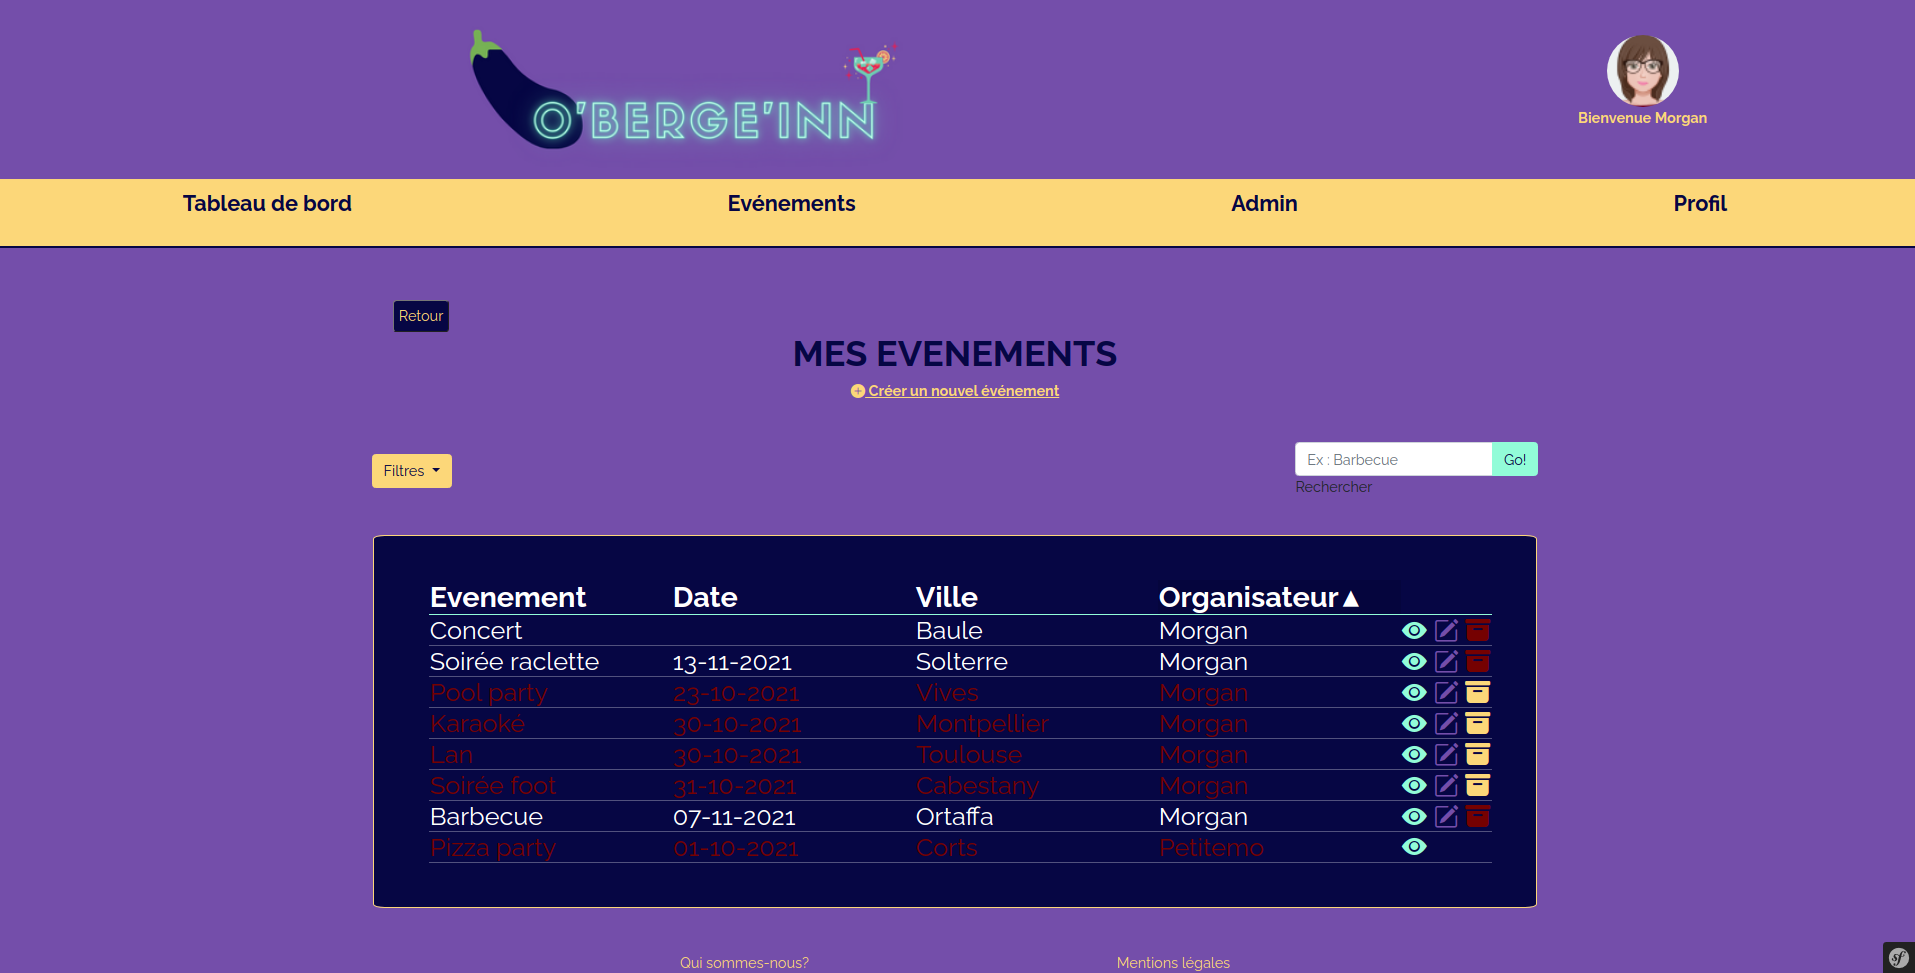 O'BERGE'INN
Bienvenue Morgan
Tableau de bord Evénements Admin Profil
Retour
MES EVENEMENTS
Créer un nouvel événement
Filtres
Ex : Barbecue Go!
Rechercher
Evenement Date Ville Organisateur▲
Concert Baule Morgan
Soirée raclette 13-11-2021 Solterre Morgan
Pool party 23-10-2021 Vives Morgan
Karaoké 30-10-2021 Montpellier Morgan
Lan 30-10-2021 Toulouse Morgan
Soirée foot 31-10-2021 Cabestany Morgan
Barbecue 07-11-2021 Ortaffa Morgan
Pizza party 01-10-2021 Corts Petitemo
Qui sommes-nous? Mentions légales
sf